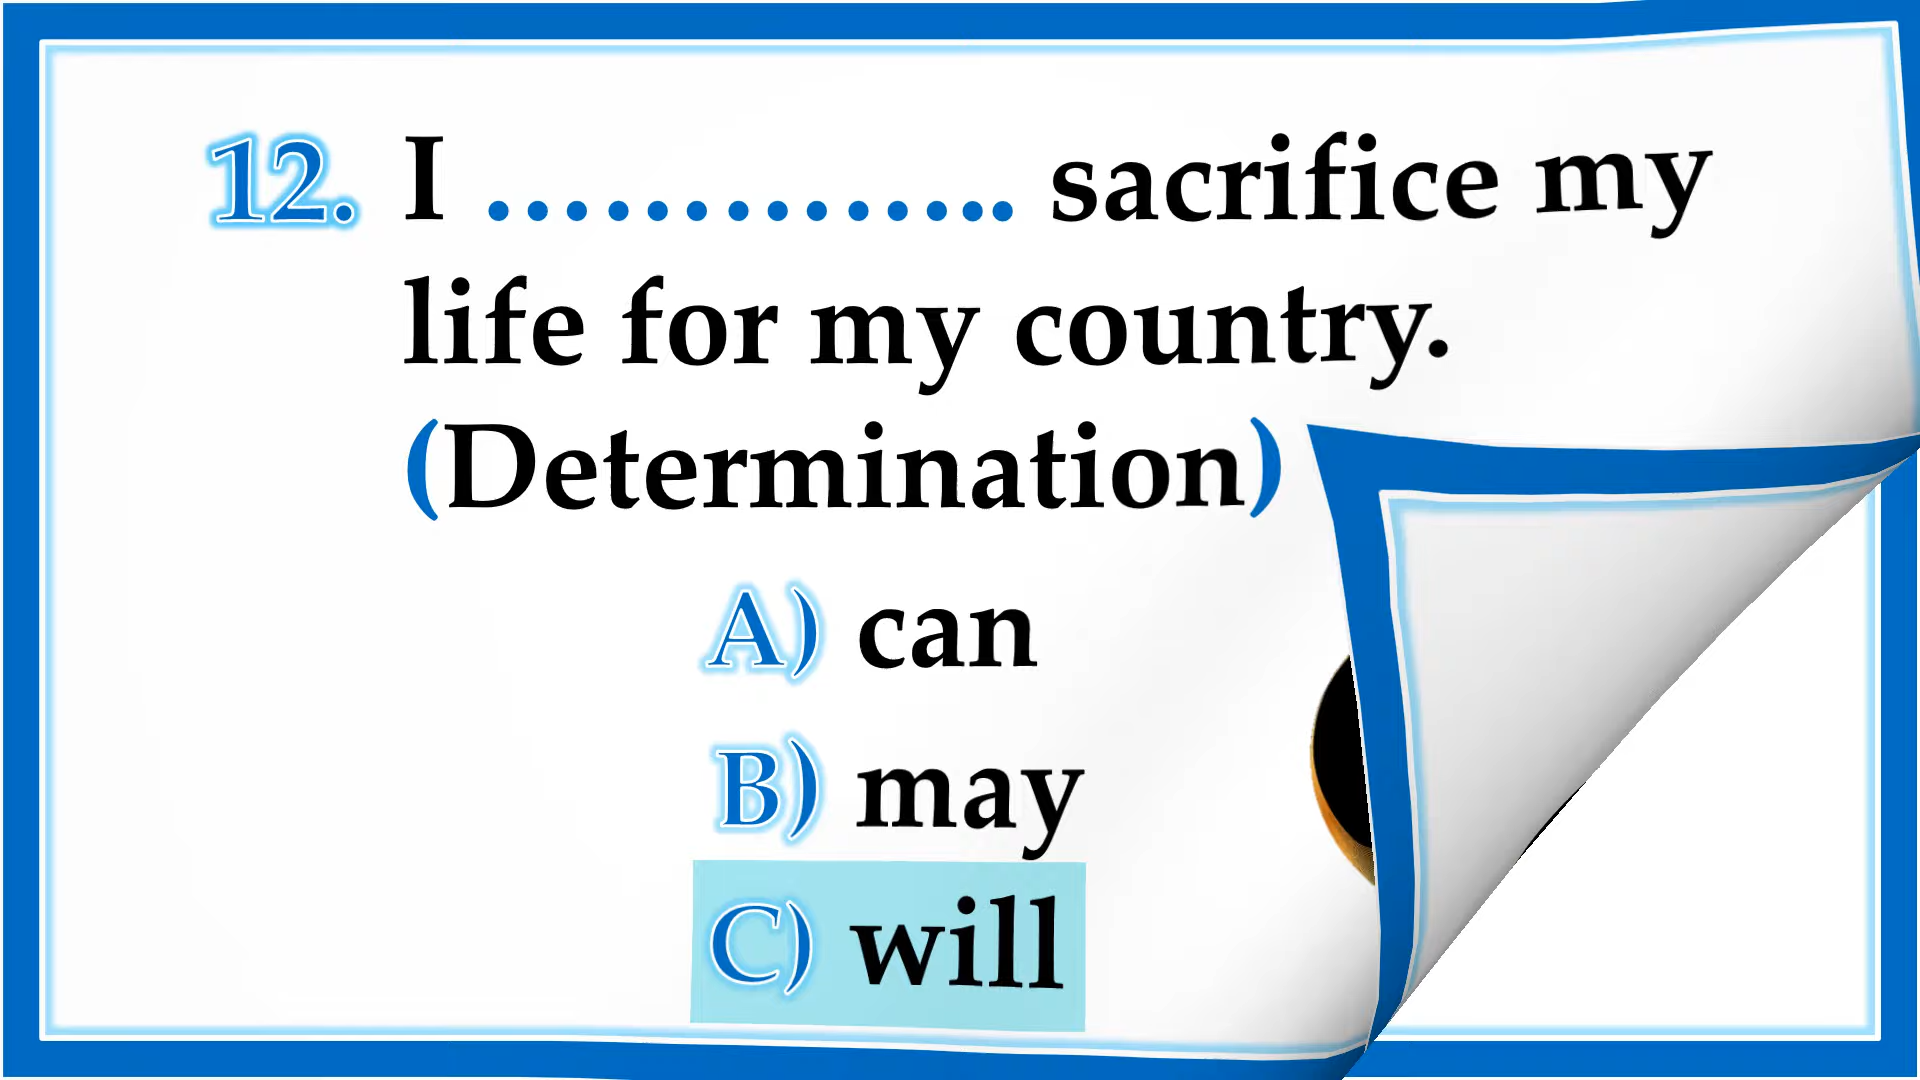 12. I ………………….. sacrifice my
life for my country.
(Determination)
A) can
B) may
C) will